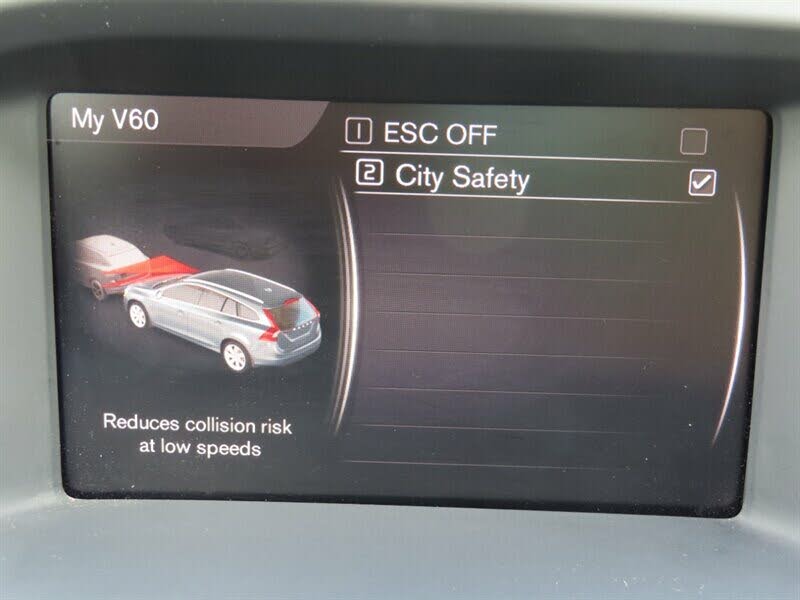 My V60
1 ESC OFF
2 City Safety
Reduces collision risk
at low speeds